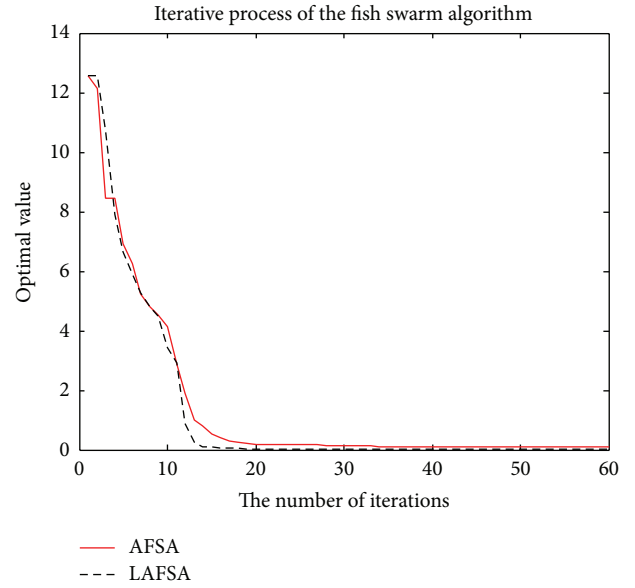 Iterative process of the fish swarm algorithm
14
12
10
8
6
4
2
0
Optimal value
0 10 20 30 40 50 60
The number of iterations
AFSA
LAFSA